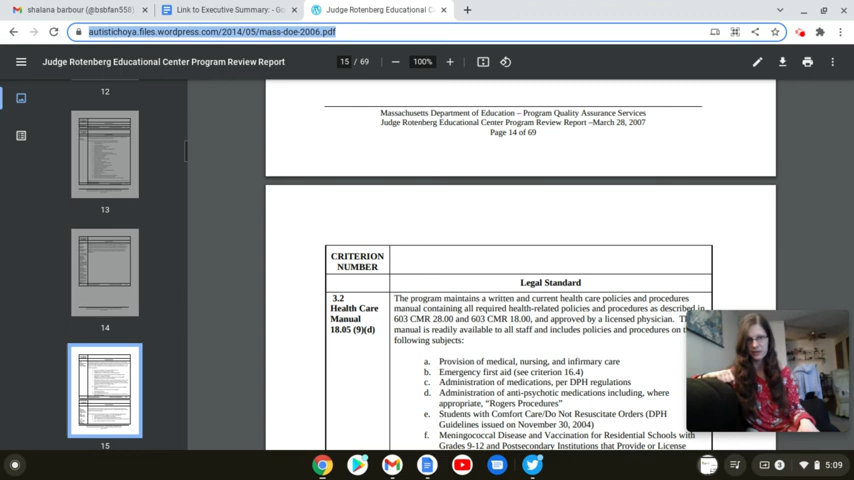 shalana barbour (@bsbfan558)
Link to Executive Summary: - Go
Judge Rotenberg Educational C
autistichoya.files.wordpress.com/2014/05/mass-doe-2006.pdf
Judge Rotenberg Educational Center Program Review Report
15 / 69
100%
12
13
14
15
Massachusetts Department of Education – Program Quality Assurance Services
Judge Rotenberg Educational Center Program Review Report –March 28, 2007
Page 14 of 69
CRITERION
NUMBER
Legal Standard
3.2
Health Care
Manual
18.05 (9)(d)
The program maintains a written and current health care policies and procedures
manual containing all required health-related policies and procedures as described in
603 CMR 28.00 and 603 CMR 18.00, and approved by a licensed physician.
manual is readily available to all staff and includes policies and procedures on
following subjects:
a. Provision of medical, nursing, and infirmary care
b. Emergency first aid (see criterion 16.4)
c. Administration of medications, per DPH regulations
d. Administration of anti-psychotic medications including, where
appropriate, “Rogers Procedures”
e. Students with Comfort Care/Do Not Resuscitate Orders (DPH
Guidelines issued on November 30, 2004)
f. Meningococcal Disease and Vaccination for Residential Schools with
Grades 9-12 and Postsecondary Institutions that Provide or License
3
5:09